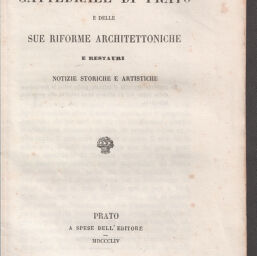 CATTEDRALE DI PRATO
E DELLE
SUE RIFORME ARCHITETTONICHE
E RESTAURI
NOTIZIE STORICHE E ARTISTICHE
PRATO
A SPESE DELL' EDITORE
MDCCCLIV